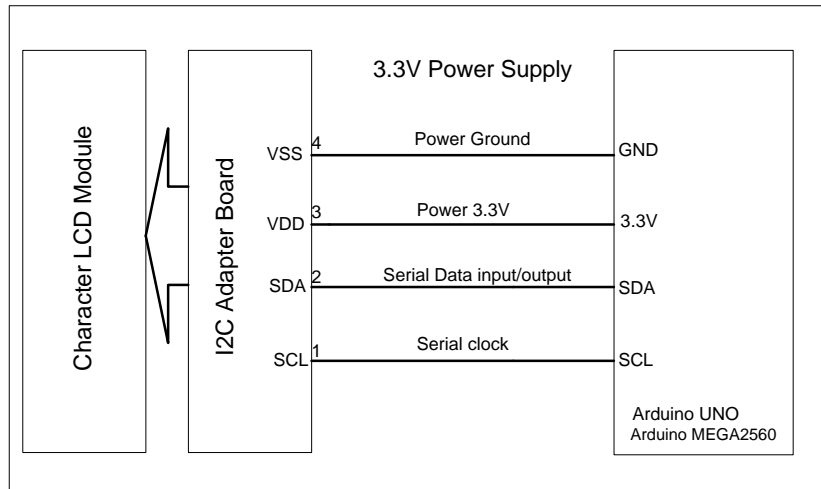 3.3V Power Supply
Character LCD Module
I2C Adapter Board
VSS 4 Power Ground GND
VDD 3 Power 3.3V 3.3V
SDA 2 Serial Data input/output SDA
SCL 1 Serial clock SCL
Arduino UNO
Arduino MEGA2560